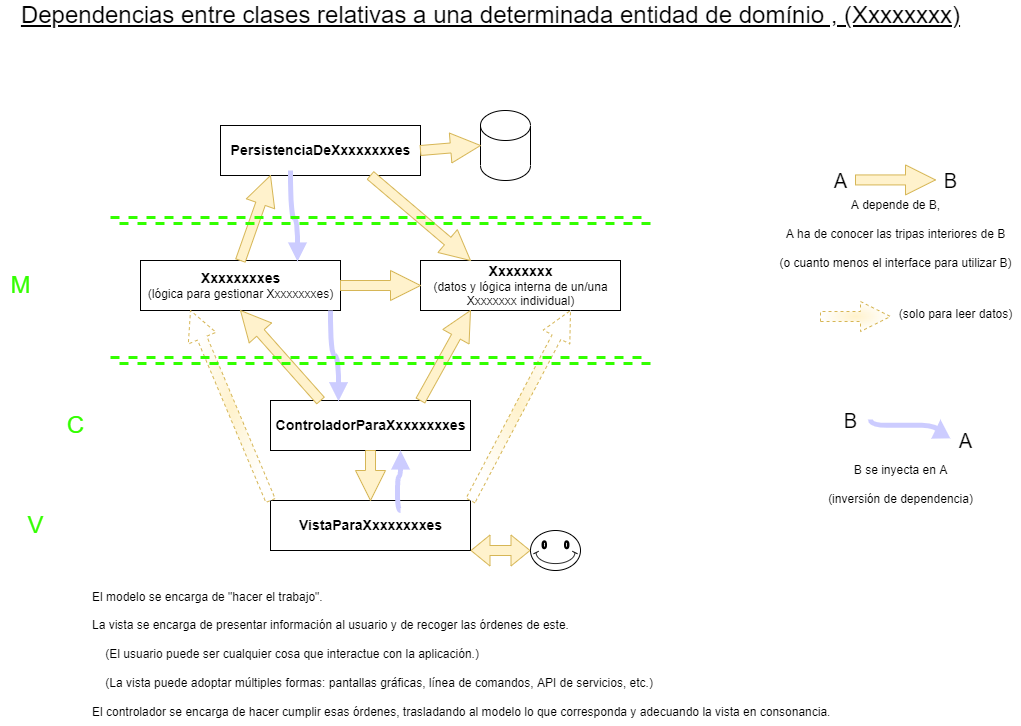 Dependencias entre clases relativas a una determinada entidad de domínio , (Xxxxxxxx)
PersistenciaDeXxxxxxxxes
A
B
A depende de B,
A ha de conocer las tripas interiores de B
(o cuanto menos el interface para utilizar B)
M
Xxxxxxxxes
(lógica para gestionar Xxxxxxxxes)
Xxxxxxxx
(datos y lógica interna de un/una
Xxxxxxxx individual)
(solo para leer datos)
C
ControladorParaXxxxxxxxes
B
A
B se inyecta en A
(inversión de dependencia)
V
VistaParaXxxxxxxxes
El modelo se encarga de "hacer el trabajo".
La vista se encarga de presentar información al usuario y de recoger las órdenes de este.
(El usuario puede ser cualquier cosa que interactue con la aplicación.)
(La vista puede adoptar múltiples formas: pantallas gráficas, línea de comandos, API de servicios, etc.)
El controlador se encarga de hacer cumplir esas órdenes, trasladando al modelo lo que corresponda y adecuando la vista en consonancia.